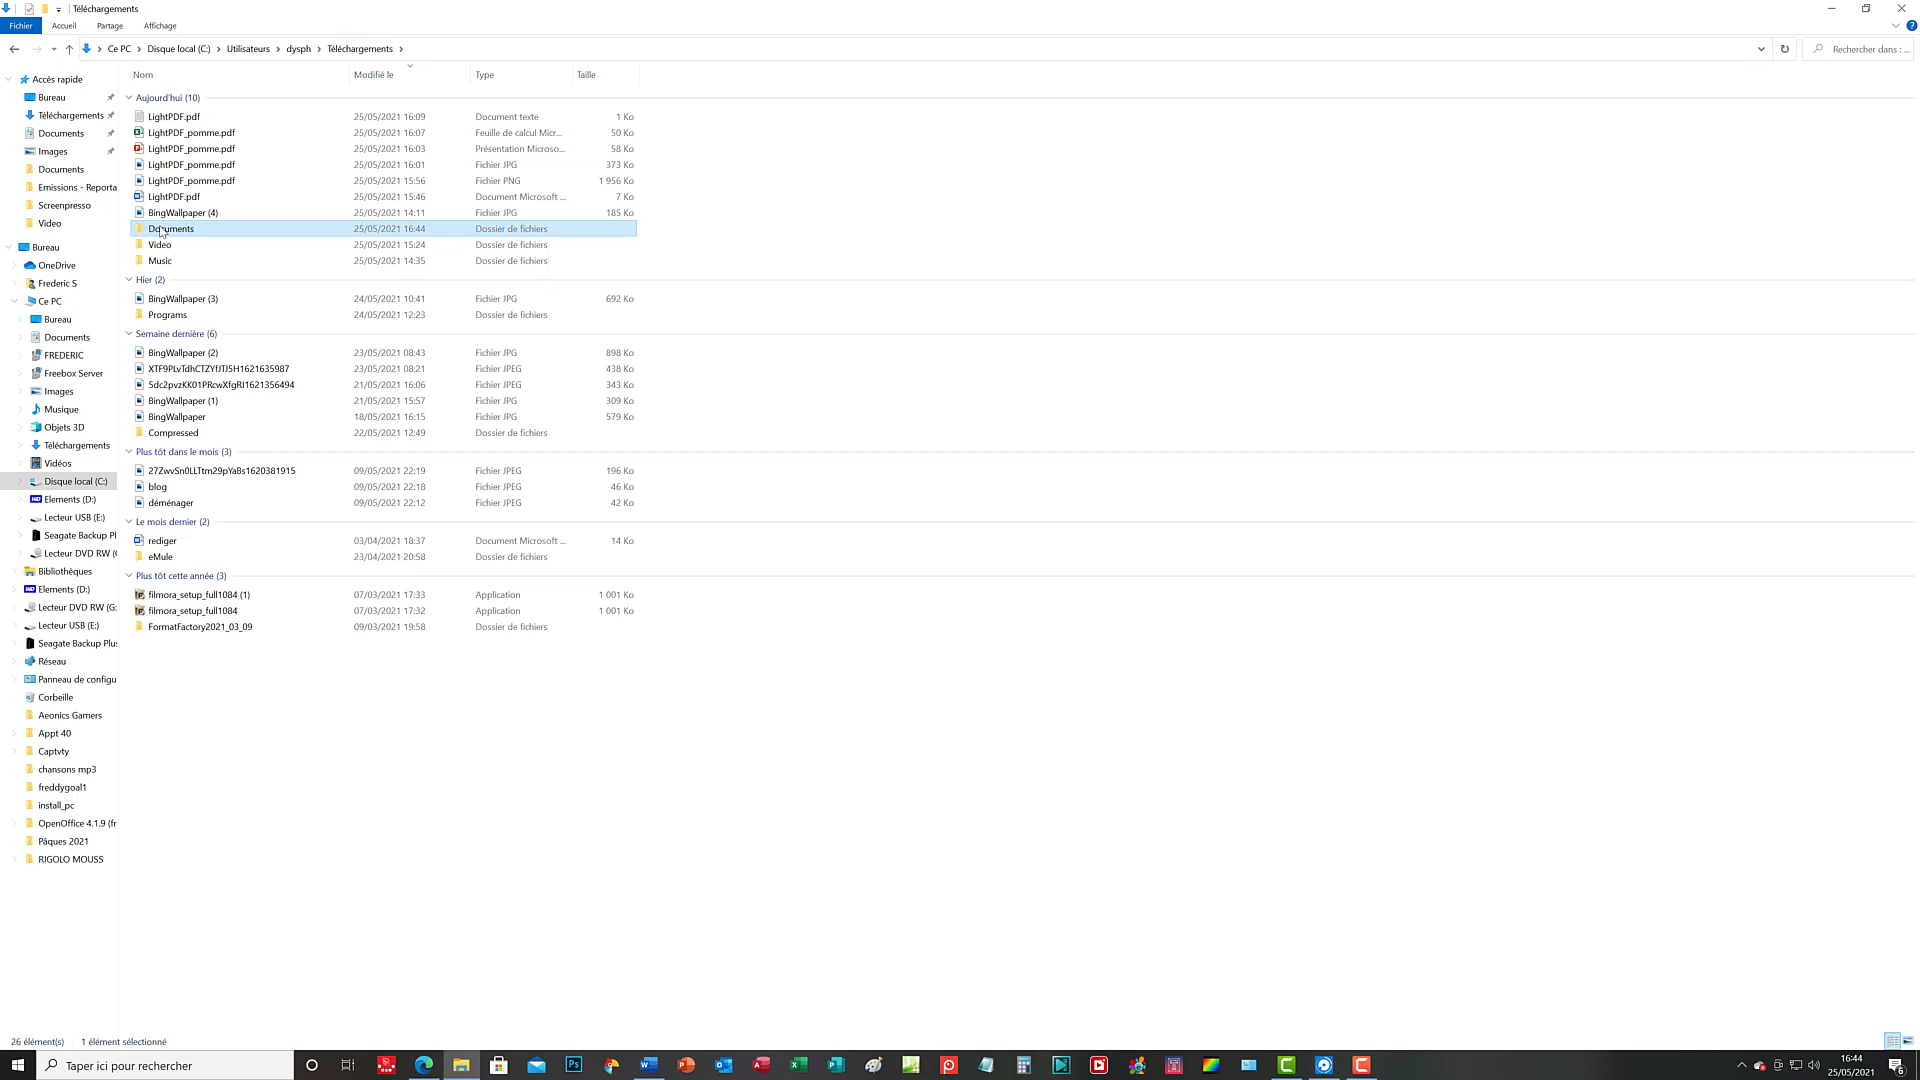 Téléchargements
Fichier Accueil Partage Affichage
Ce PC > Disque local (C:) > Utilisateurs > dysph > Téléchargements >
Rechercher dans : ...
Nom Modifié le Type Taille
Accès rapide
Bureau
Téléchargements
Documents
Images
Documents
Emissions - Reporta
Screenpresso
Video
Bureau
OneDrive
Frederic S
Ce PC
Bureau
Documents
FREDERIC
Freebox Server
Images
Musique
Objets 3D
Téléchargements
Vidéos
Disque local (C:)
Elements (D:)
Lecteur USB (E:)
Seagate Backup Pl
Lecteur DVD RW (
Bibliothèques
Elements (D:)
Lecteur DVD RW (G:
Lecteur USB (E:)
Seagate Backup Plus
Réseau
Panneau de configu
Corbeille
Aeonics Gamers
Appt 40
Captvty
chansons mp3
freddygoal1
install_pc
OpenOffice 4.1.9 (fr
Pâques 2021
RIGOLO MOUSS
Aujourd'hui (10)
LightPDF.pdf 25/05/2021 16:09 Document texte 1 Ko
LightPDF_pomme.pdf 25/05/2021 16:07 Feuille de calcul Micr... 50 Ko
LightPDF_pomme.pdf 25/05/2021 16:03 Présentation Microso... 58 Ko
LightPDF_pomme.pdf 25/05/2021 16:01 Fichier JPG 373 Ko
LightPDF_pomme.pdf 25/05/2021 15:56 Fichier PNG 1 956 Ko
LightPDF.pdf 25/05/2021 15:46 Document Microsoft ... 7 Ko
BingWallpaper (4) 25/05/2021 14:11 Fichier JPG 185 Ko
Documents 25/05/2021 16:44 Dossier de fichiers
Video 25/05/2021 15:24 Dossier de fichiers
Music 25/05/2021 14:35 Dossier de fichiers
Hier (2)
BingWallpaper (3) 24/05/2021 10:41 Fichier JPG 692 Ko
Programs 24/05/2021 12:23 Dossier de fichiers
Semaine dernière (6)
BingWallpaper (2) 23/05/2021 08:43 Fichier JPG 898 Ko
XTF9PLvTdhCTZYfJTJ5H1621635987 23/05/2021 08:21 Fichier JPEG 438 Ko
5dc2pvzKK01PRcwXfgRI1621356494 21/05/2021 16:06 Fichier JPEG 343 Ko
BingWallpaper (1) 21/05/2021 15:57 Fichier JPG 309 Ko
BingWallpaper 18/05/2021 16:15 Fichier JPG 579 Ko
Compressed 22/05/2021 12:49 Dossier de fichiers
Plus tôt dans le mois (3)
27ZwvSn0LLTtm29pYaBs1620381915 09/05/2021 22:19 Fichier JPEG 196 Ko
blog 09/05/2021 22:18 Fichier JPEG 46 Ko
déménager 09/05/2021 22:12 Fichier JPEG 42 Ko
Le mois dernier (2)
rediger 03/04/2021 18:37 Document Microsoft ... 14 Ko
eMule 23/04/2021 20:58 Dossier de fichiers
Plus tôt cette année (3)
filmora_setup_full1084 (1) 07/03/2021 17:33 Application 1 001 Ko
filmora_setup_full1084 07/03/2021 17:32 Application 1 001 Ko
FormatFactory2021_03_09 09/03/2021 19:58 Dossier de fichiers
26 élément(s) 1 élément sélectionné
Taper ici pour rechercher
16:44
25/05/2021
6